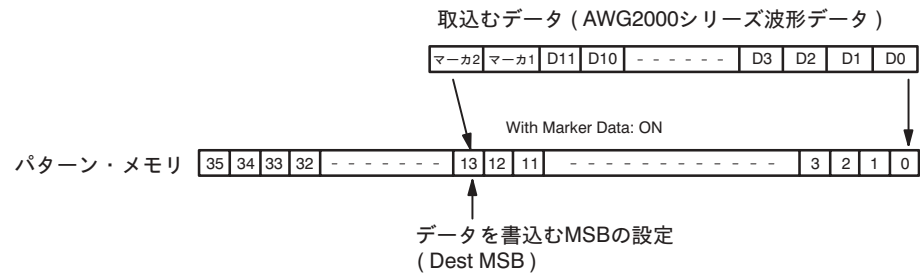 取込むデータ ( AWG2000シリーズ波形データ )
マーカ2 マーカ1 D11 D10 - - - - - - D3 D2 D1 D0
With Marker Data: ON
パターン・メモリ 35 34 33 32 - - - - - - - 13 12 11 - - - - - - - - - - - - 3 2 1 0
データを書込むMSBの設定
( Dest MSB )